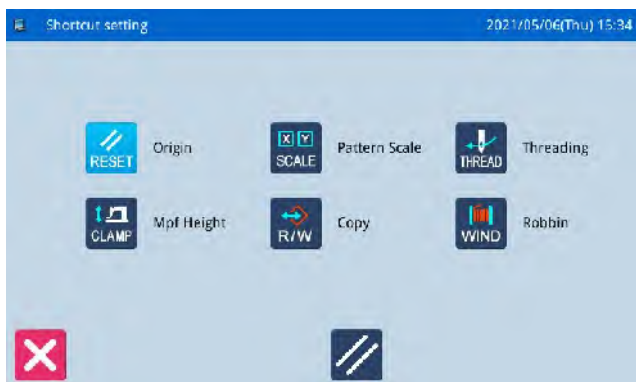 Shortcut setting 2021/05/06(Thu) 15:34
RESET Origin X Y SCALE Pattern Scale THREAD Threading
CLAMP Mpf Height R/W Copy WIND Robbin